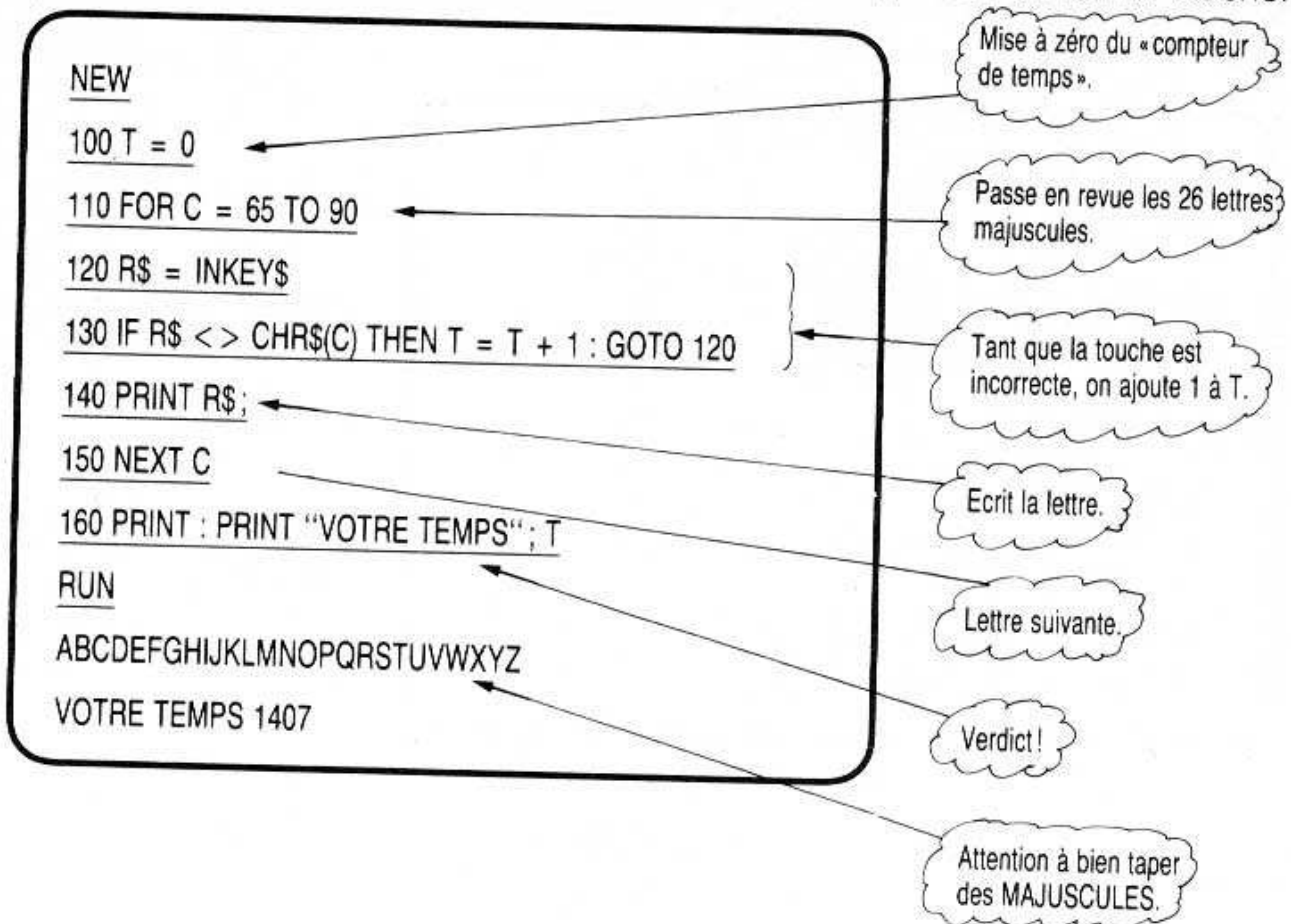 NEW
100 T = 0
110 FOR C = 65 TO 90
120 R$ = INKEY$
130 IF R$ < > CHR$(C) THEN T = T + 1 : GOTO 120
140 PRINT R$;
150 NEXT C
160 PRINT : PRINT “VOTRE TEMPS“ ; T
RUN
ABCDEFGHIJKLMNOPQRSTUVWXYZ
VOTRE TEMPS 1407
Mise à zéro du «compteur
de temps».
Passe en revue les 26 lettres
majuscules.
Tant que la touche est
incorrecte, on ajoute 1 à T.
Ecrit la lettre.
Lettre suivante.
Verdict !
Attention à bien taper
des MAJUSCULES.